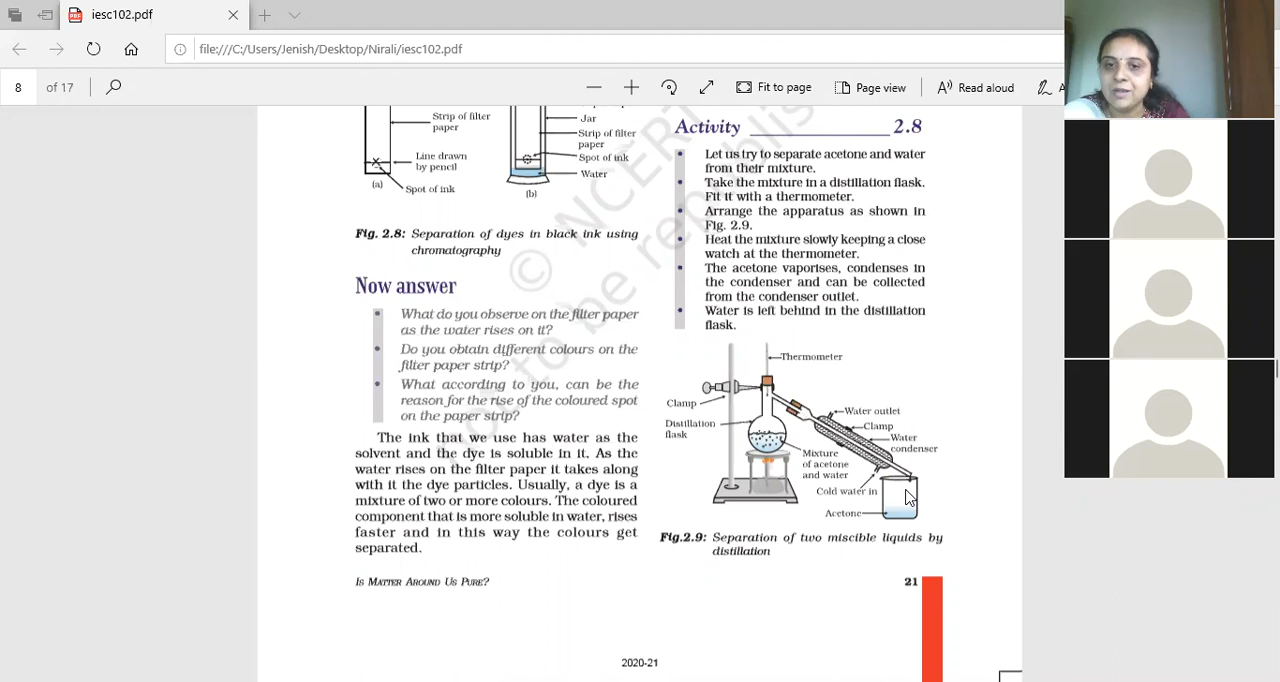 iesc102.pdf
file:///C:/Users/Jenish/Desktop/Nirali/iesc102.pdf
8 of 17
Fit to page
Page view
Read aloud
Strip of filter
paper
Line drawn
by pencil
(a)
Spot of ink
Jar
Strip of filter
paper
Spot of ink
Water
(b)
Fig. 2.8: Separation of dyes in black ink using
chromatography
Now answer
• What do you observe on the filter paper
as the water rises on it?
• Do you obtain different colours on the
filter paper strip?
• What according to you, can be the
reason for the rise of the coloured spot
on the paper strip?
The ink that we use has water as the
solvent and the dye is soluble in it. As the
water rises on the filter paper it takes along
with it the dye particles. Usually, a dye is a
mixture of two or more colours. The coloured
component that is more soluble in water, rises
faster and in this way the colours get
separated.
Activity 2.8
• Let us try to separate acetone and water
from their mixture.
• Take the mixture in a distillation flask.
Fit it with a thermometer.
• Arrange the apparatus as shown in
Fig. 2.9.
• Heat the mixture slowly keeping a close
watch at the thermometer.
• The acetone vaporises, condenses in
the condenser and can be collected
from the condenser outlet.
• Water is left behind in the distillation
flask.
Thermometer
Clamp
Distillation
flask
Water outlet
Clamp
Water
condenser
Mixture
of acetone
and water
Cold water in
Acetone
Fig.2.9: Separation of two miscible liquids by
distillation
IS MATTER AROUND US PURE?
21
2020-21
© NCERT
not to be republis